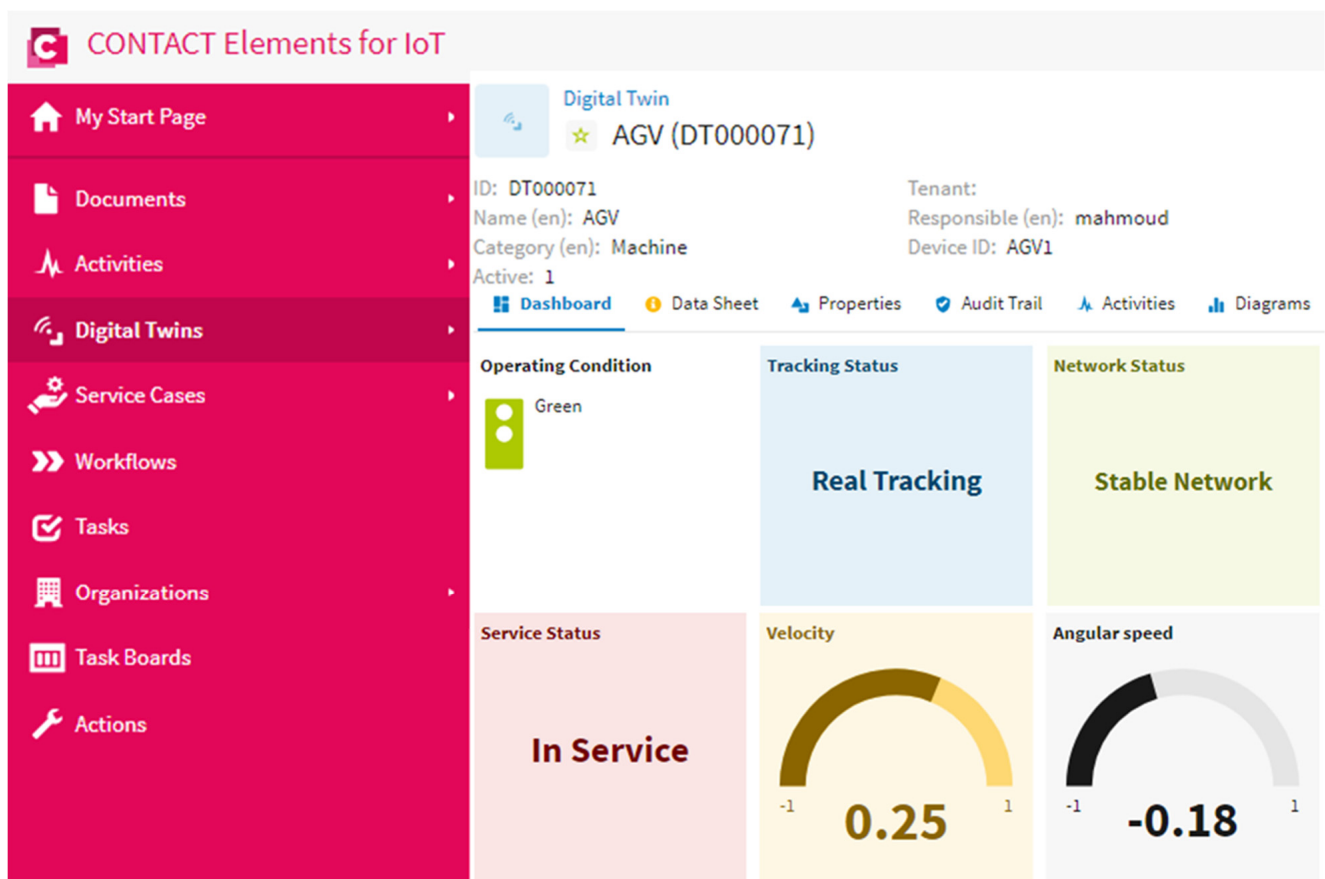 C CONTACT Elements for IoT
My Start Page
Documents
Activities
Digital Twins
Service Cases
Workflows
Tasks
Organizations
Task Boards
Actions
Digital Twin
AGV (DT000071)
ID: DT000071 Tenant:
Name (en): AGV Responsible (en): mahmoud
Category (en): Machine Device ID: AGV1
Active: 1
Dashboard Data Sheet Properties Audit Trail Activities Diagrams
Operating Condition Tracking Status Network Status
Green
Real Tracking Stable Network
Service Status Velocity Angular speed
In Service
-1 0.25 1 -1 -0.18 1